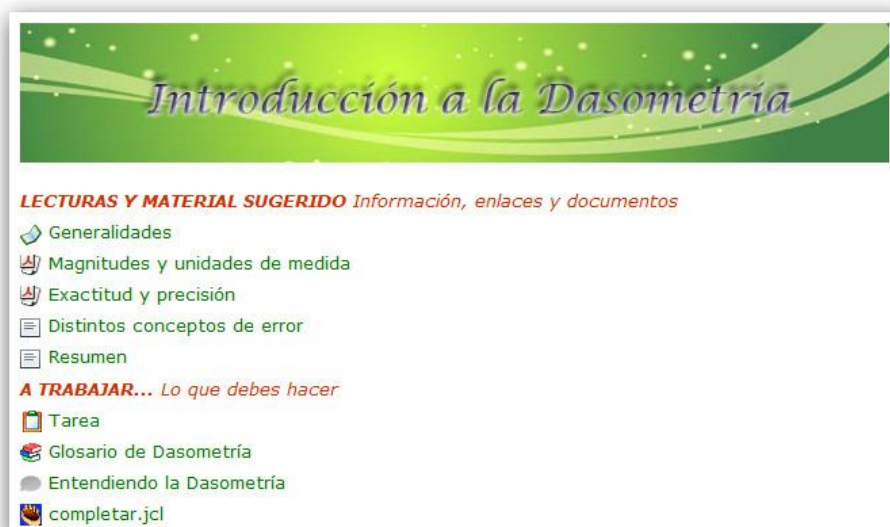 Introducción a la Dasometría
LECTURAS Y MATERIAL SUGERIDO Información, enlaces y documentos
Generalidades
Magnitudes y unidades de medida
Exactitud y precisión
Distintos conceptos de error
Resumen
A TRABAJAR... Lo que debes hacer
Tarea
Glosario de Dasometría
Entendiendo la Dasometría
completar.jcl